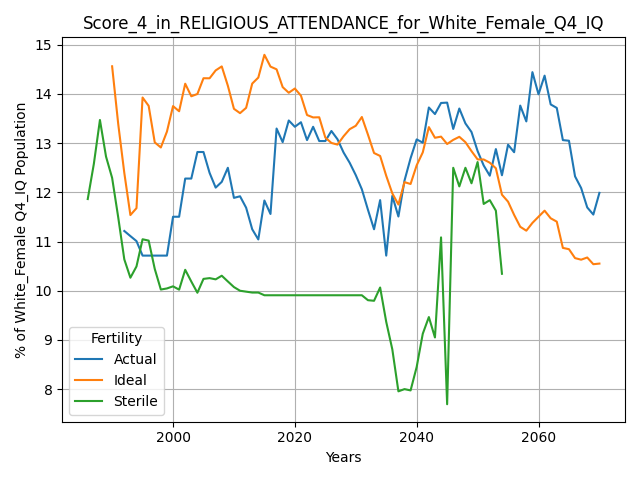 Score_4_in_RELIGIOUS_ATTENDANCE_for_White_Female_Q4_IQ
% of White_Female Q4_IQ Population
15
14
13
12
11
10
9
8
Fertility
Actual
Ideal
Sterile
2000
2020
2040
2060
Years